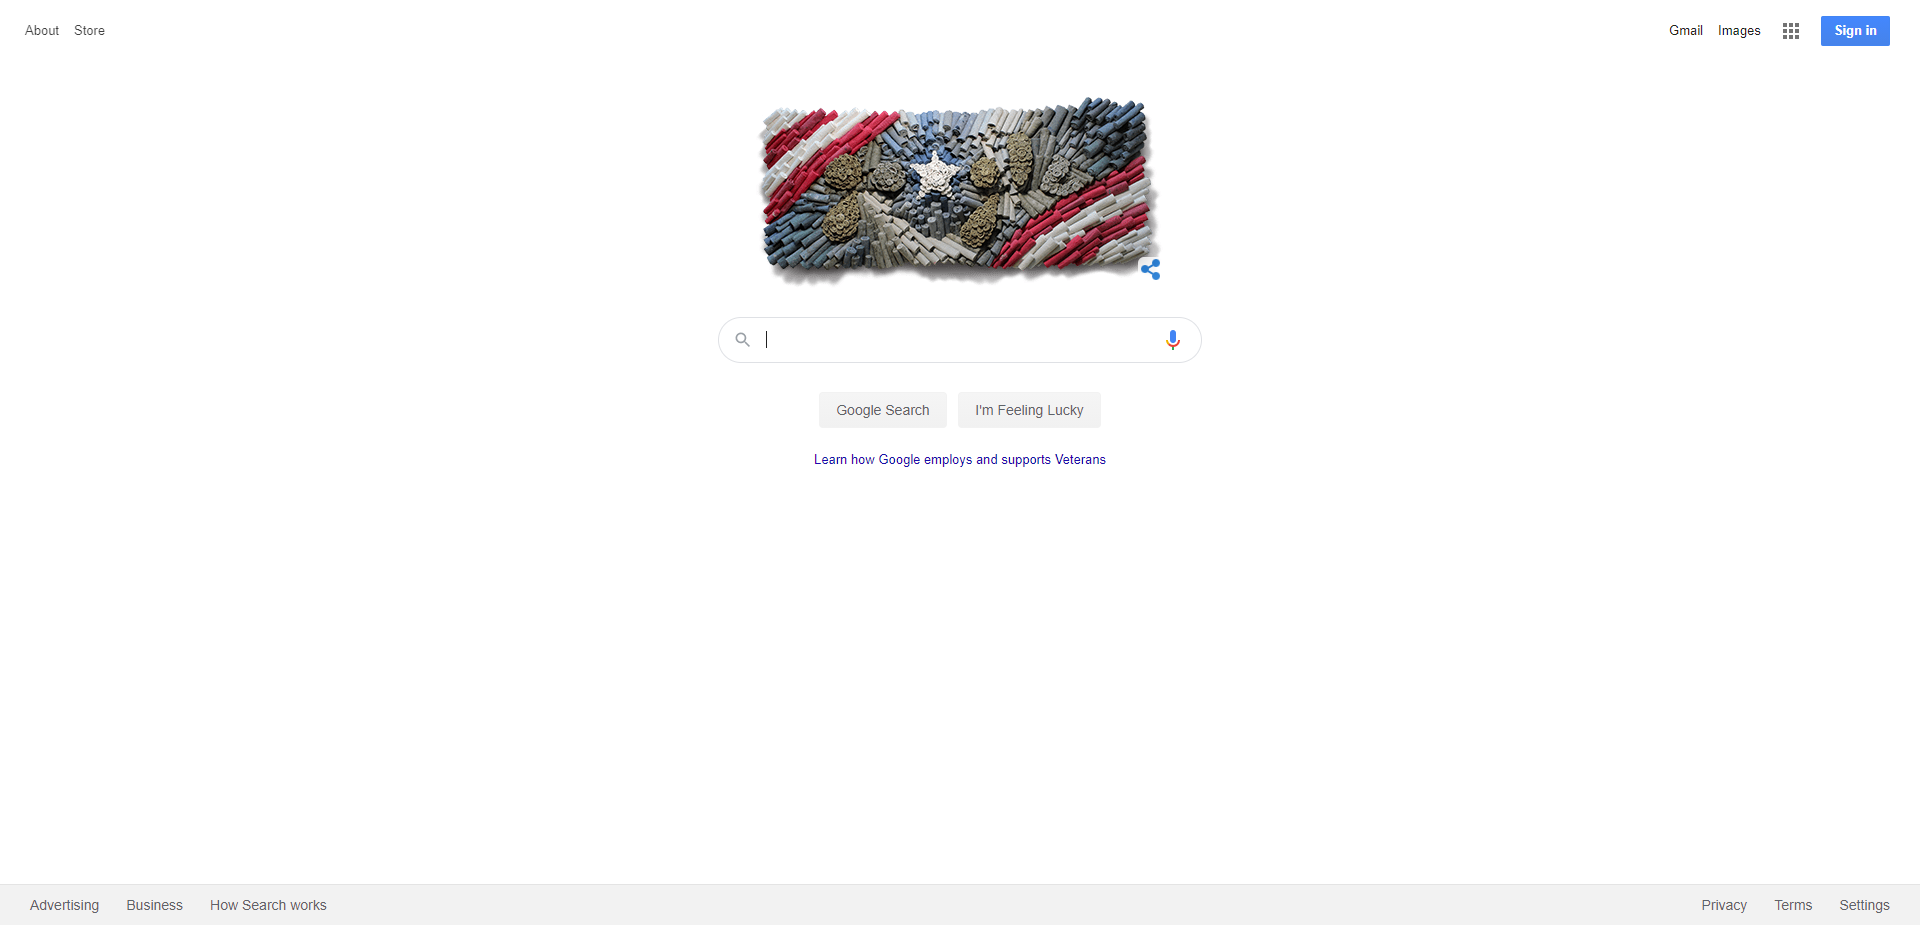 About Store
Gmail Images Sign in
Google Search I'm Feeling Lucky
Learn how Google employs and supports Veterans
Advertising Business How Search works
Privacy Terms Settings